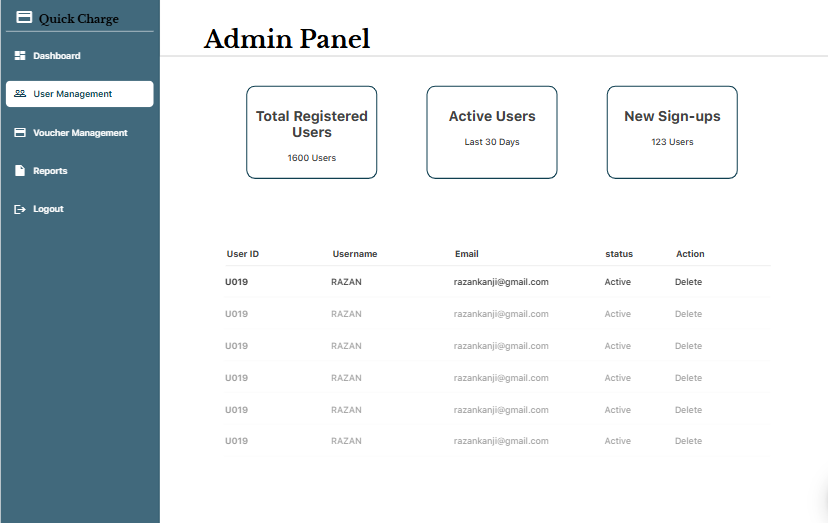 Quick Charge
Dashboard
User Management
Voucher Management
Reports
Logout
Admin Panel
Total Registered
Users
1600 Users
Active Users
Last 30 Days
New Sign-ups
123 Users
User ID Username Email status Action
U019 RAZAN razankanji@gmail.com Active Delete
U019 RAZAN razankanji@gmail.com Active Delete
U019 RAZAN razankanji@gmail.com Active Delete
U019 RAZAN razankanji@gmail.com Active Delete
U019 RAZAN razankanji@gmail.com Active Delete
U019 RAZAN razankanji@gmail.com Active Delete